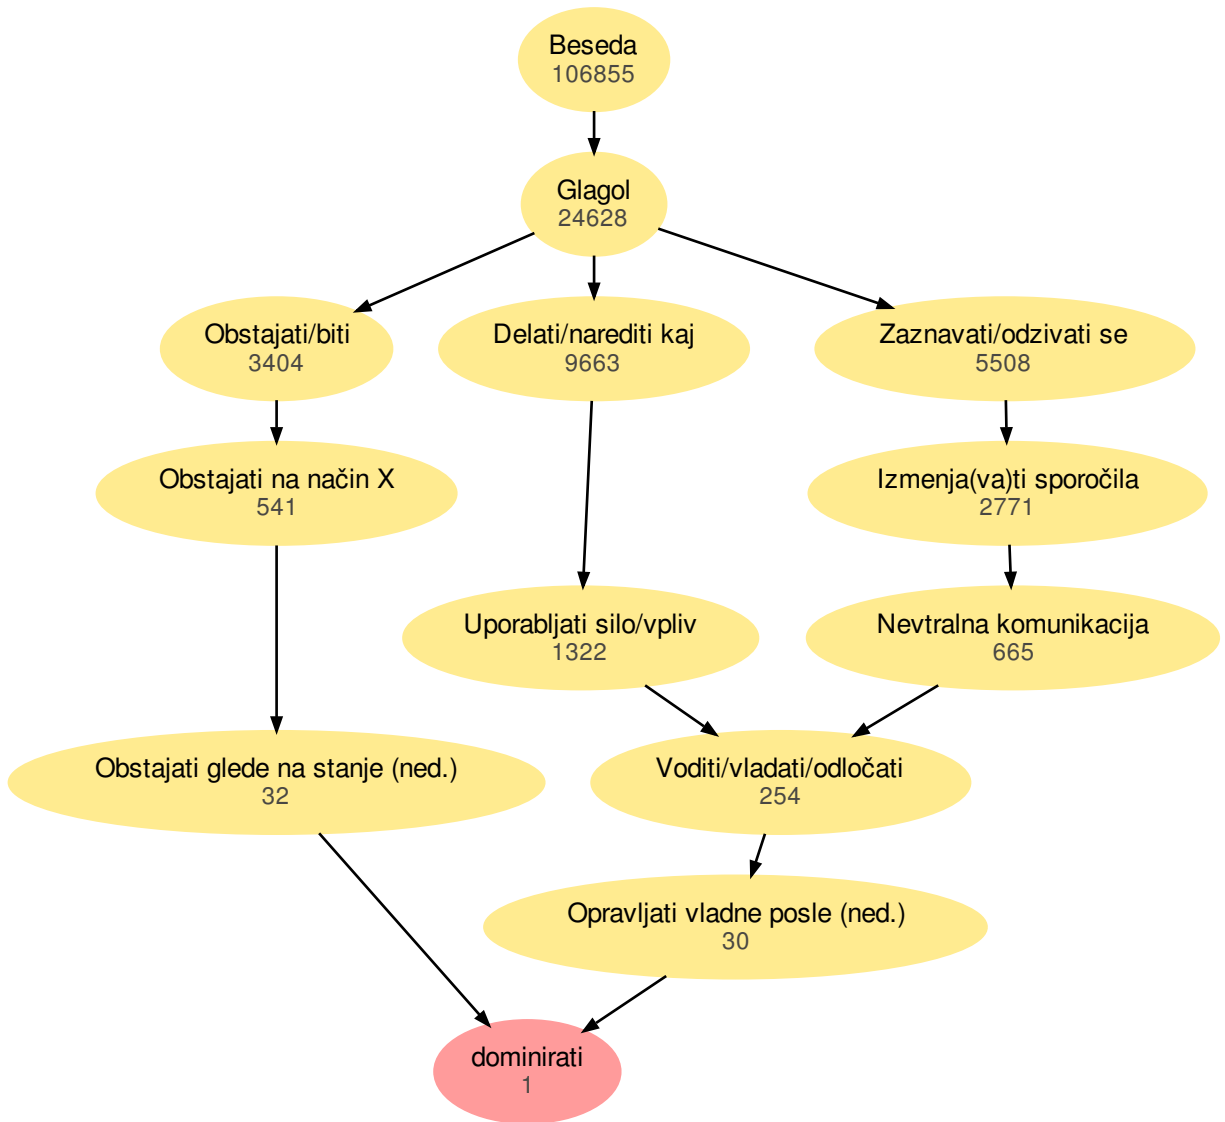 Beseda
106855
Glagol
24628
Obstajati/biti
3404
Delati/narediti kaj
9663
Zaznavati/odzivati se
5508
Obstajati na način X
541
Izmenja(va)ti sporočila
2771
Uporabljati silo/vpliv
1322
Nevtralna komunikacija
665
Obstajati glede na stanje (ned.)
32
Voditi/vladati/odločati
254
Opravljati vladne posle (ned.)
30
dominirati
1